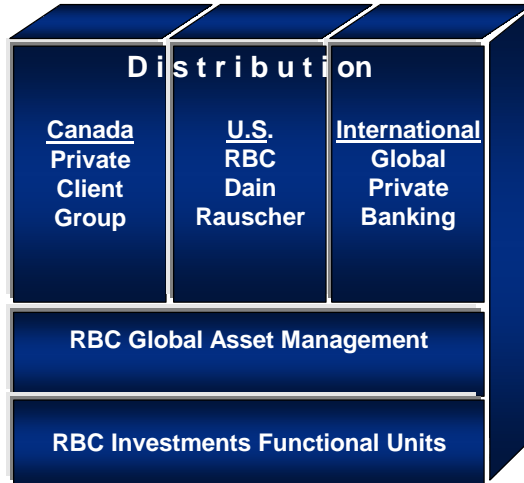 Distribution
Canada
Private
Client
Group
U.S.
RBC
Dain
Rauscher
International
Global
Private
Banking
RBC Global Asset Management
RBC Investments Functional Units